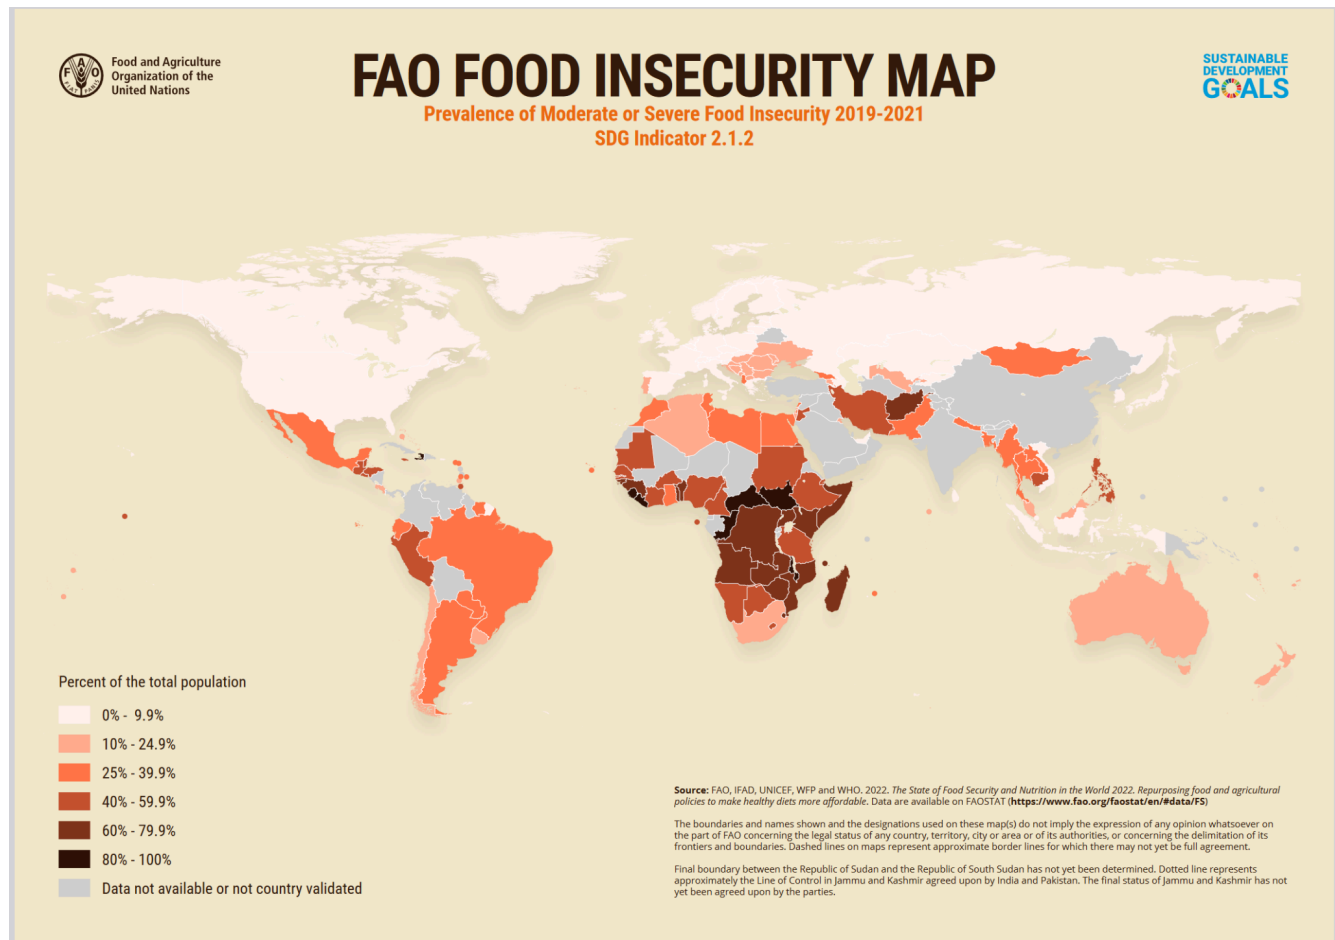 Food and Agriculture
Organization of the
United Nations
FAO
FIAT PANIS
FAO FOOD INSECURITY MAP
Prevalence of Moderate or Severe Food Insecurity 2019-2021
SDG Indicator 2.1.2
SUSTAINABLE
DEVELOPMENT
GOALS
Percent of the total population
0% - 9.9%
10% - 24.9%
25% - 39.9%
40% - 59.9%
60% - 79.9%
80% - 100%
Data not available or not country validated
Source: FAO, IFAD, UNICEF, WFP and WHO. 2022. The State of Food Security and Nutrition in the World 2022. Repurposing food and agricultural
policies to make healthy diets more affordable. Data are available on FAOSTAT (https://www.fao.org/faostat/en/#data/FS)
The boundaries and names shown and the designations used on these map(s) do not imply the expression of any opinion whatsoever on
the part of FAO concerning the legal status of any country, territory, city or area or of its authorities, or concerning the delimitation of its
frontiers and boundaries. Dashed lines on maps represent approximate border lines for which there may not yet be full agreement.
Final boundary between the Republic of Sudan and the Republic of South Sudan has not yet been determined. Dotted line represents
approximately the Line of Control in Jammu and Kashmir agreed upon by India and Pakistan. The final status of Jammu and Kashmir has not
yet been agreed upon by the parties.